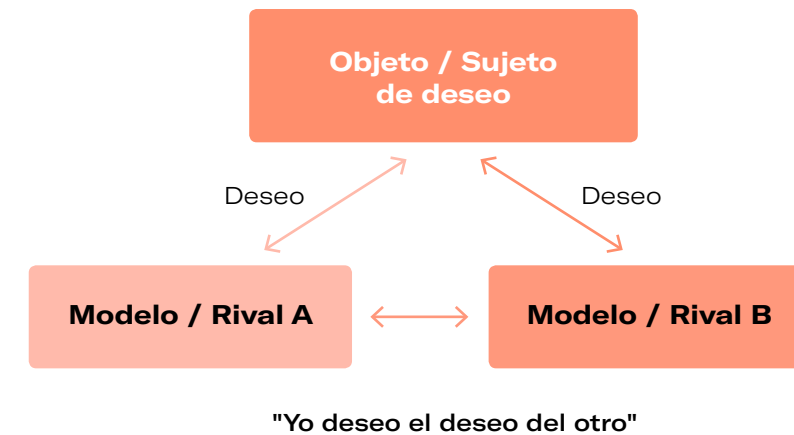 Objeto / Sujeto
de deseo
Deseo
Deseo
Modelo / Rival A
Modelo / Rival B
"Yo deseo el deseo del otro"